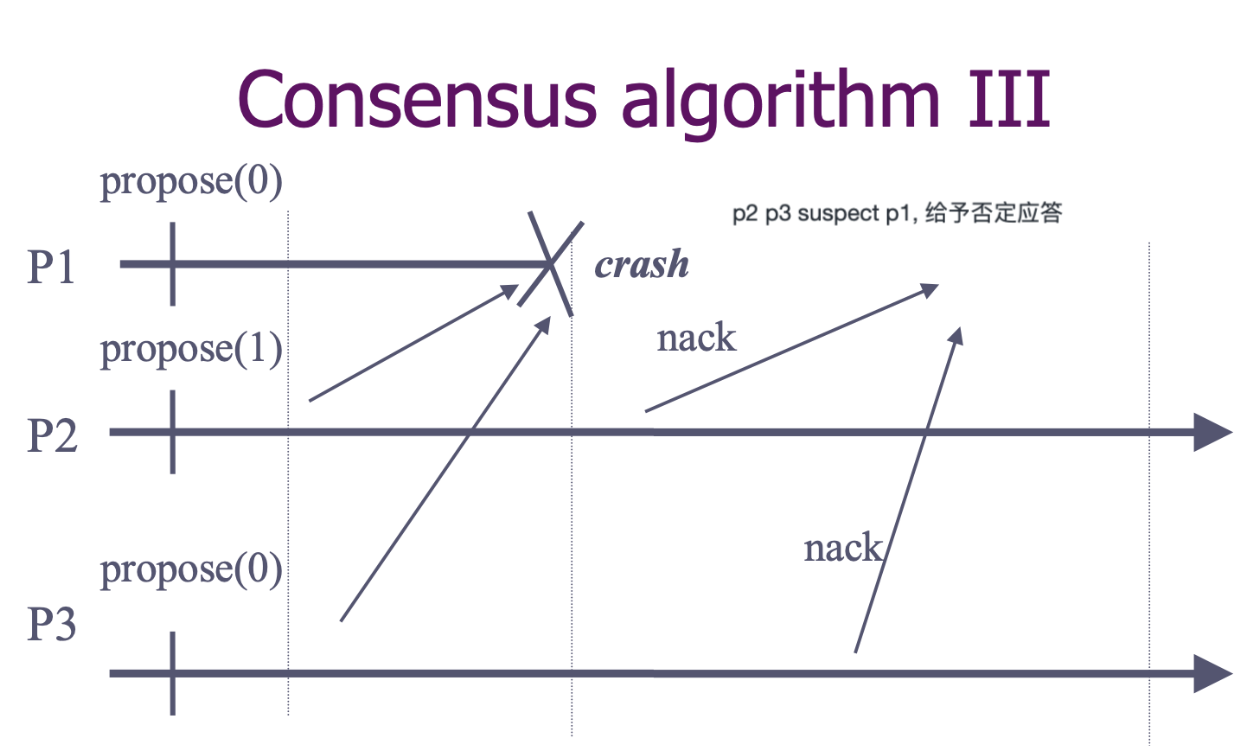 Consensus algorithm III
propose(0)
p2 p3 suspect p1, 给予否定应答
P1
crash
propose(1)
nack
P2
nack
propose(0)
P3